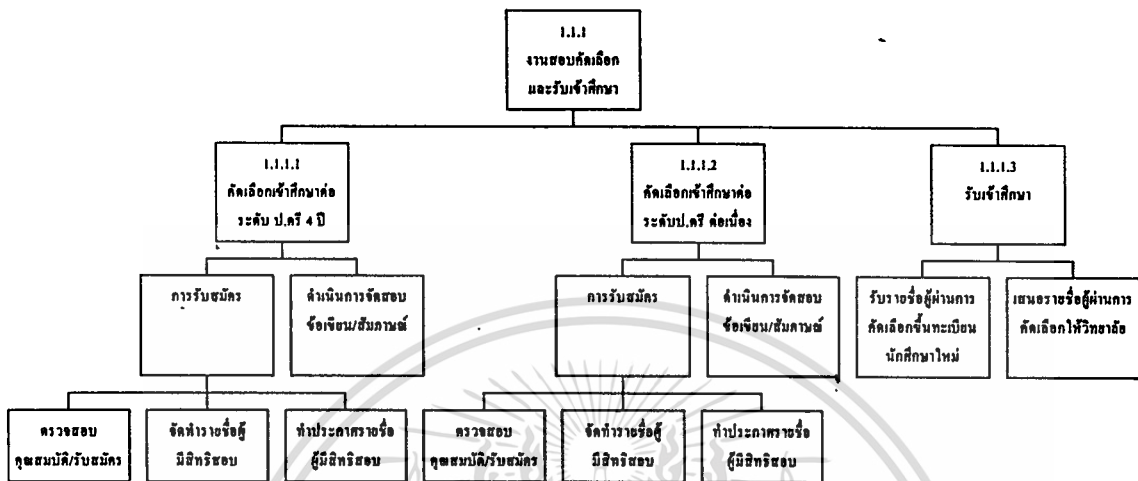 1.1.1
งานสอบคัดเลือก
และรับเข้าศึกษา
1.1.1.1
คัดเลือกเข้าศึกษาต่อ
ระดับ ป.ตรี 4 ปี
1.1.1.2
คัดเลือกเข้าศึกษาต่อ
ระดับป.ตรี ต่อเนื่อง
1.1.1.3
รับเข้าศึกษา
การรับสมัคร
ดำเนินการจัดสอบ
ข้อเขียน/สัมภาษณ์
การรับสมัคร
ดำเนินการจัดสอบ
ข้อเขียน/สัมภาษณ์
รับรายชื่อผู้ผ่านการ
คัดเลือกขึ้นทะเบียน
นักศึกษาใหม่
เสนอรายชื่อผู้ผ่านการ
คัดเลือกให้วิทยาลัย
ตรวจสอบ
คุณสมบัติ/รับสมัคร
จัดทำรายชื่อผู้
มีสิทธิสอบ
ทำประกาศรายชื่อ
ผู้มีสิทธิสอบ
ตรวจสอบ
คุณสมบัติ/รับสมัคร
จัดทำรายชื่อผู้
มีสิทธิสอบ
ทำประกาศรายชื่อ
ผู้มีสิทธิสอบ